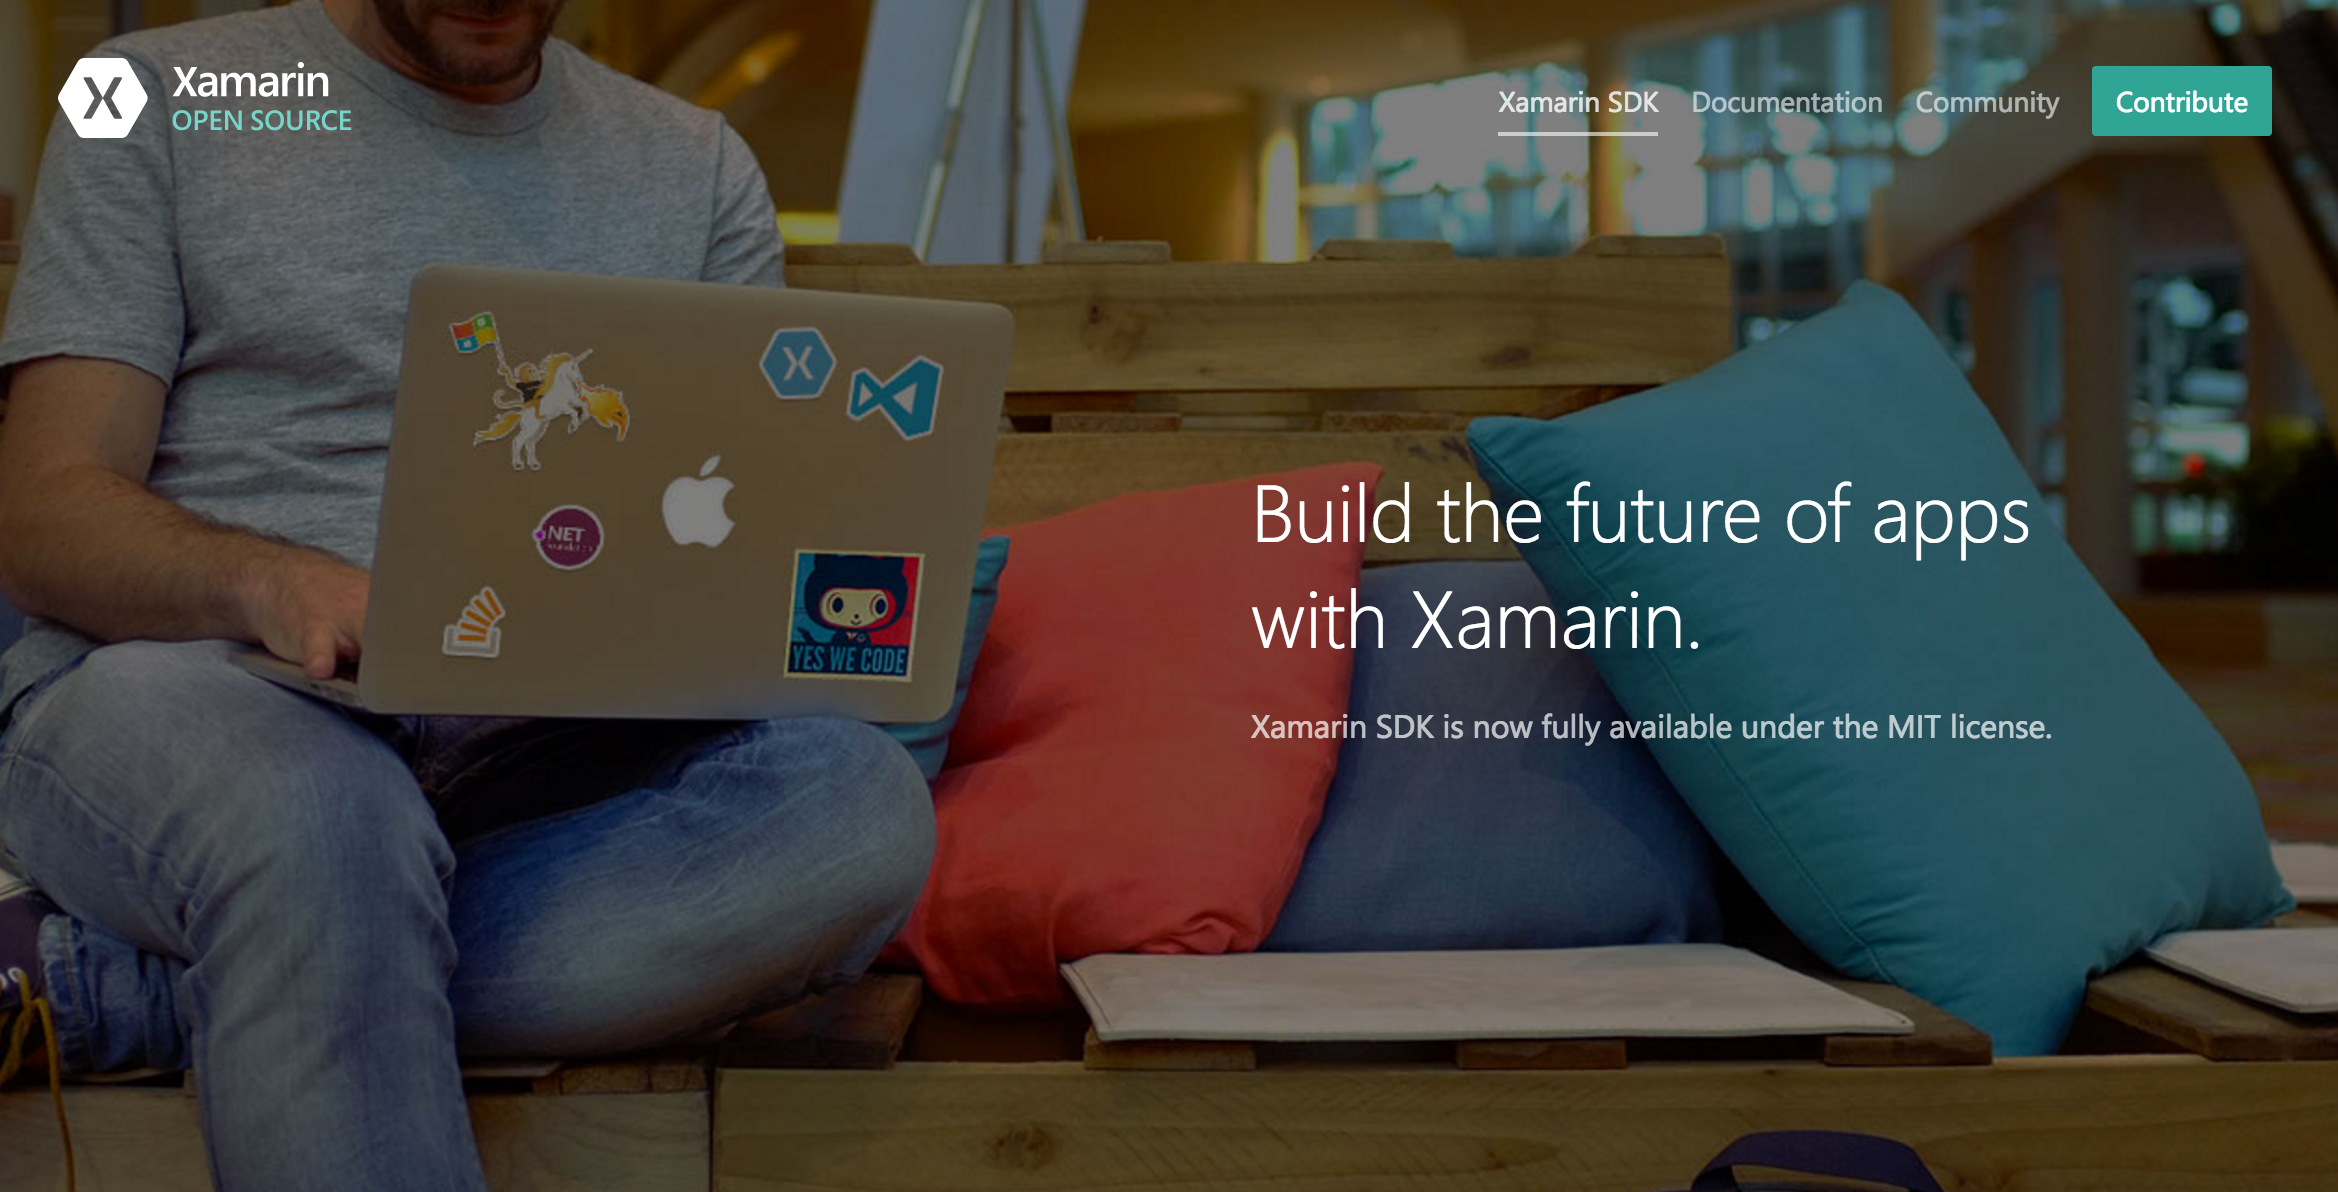 Xamarin
OPEN SOURCE
Xamarin SDK
Documentation
Community
Contribute
X
NET
YES WE CODE
Build the future of apps
with Xamarin.
Xamarin SDK is now fully available under the MIT license.